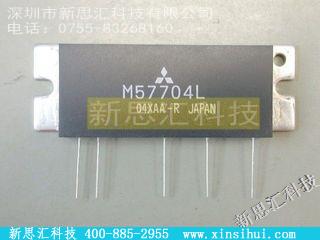 深圳市新思汇科技有限公司
电话：0755-83268160
M57704L
新思汇科技
04XAA-R JAPAN
新思汇科技 400-885-2955 www.xinsihui.com